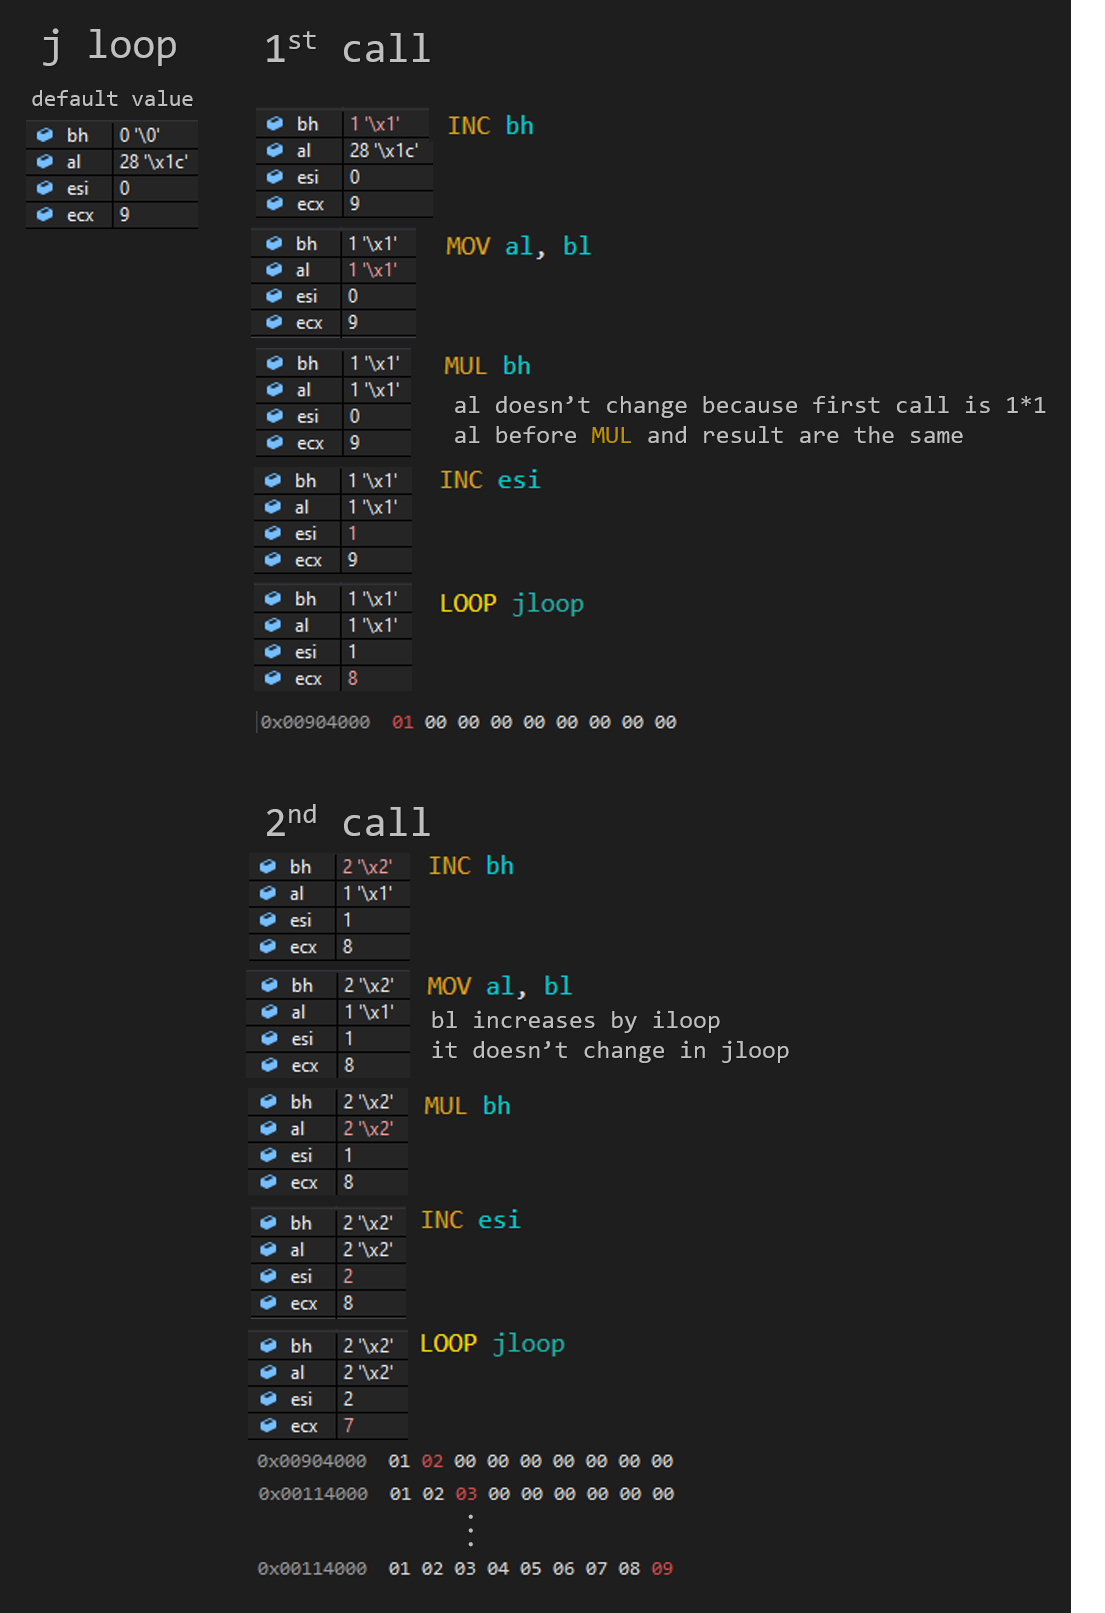 j loop
default value
bh 0 '\0'
al 28 '\x1c'
esi 0
ecx 9
1st call
bh 1 '\x1'
al 28 '\x1c'
esi 0
ecx 9
INC bh
bh 1 '\x1'
al 1 '\x1'
esi 0
ecx 9
MOV al, bl
bh 1 '\x1'
al 1 '\x1'
esi 0
ecx 9
MUL bh
al doesn’t change because first call is 1*1
al before MUL and result are the same
bh 1 '\x1'
al 1 '\x1'
esi 1
ecx 9
INC esi
bh 1 '\x1'
al 1 '\x1'
esi 1
ecx 8
LOOP jloop
0x00904000 01 00 00 00 00 00 00 00 00
2nd call
bh 2 '\x2'
al 1 '\x1'
esi 1
ecx 8
INC bh
bh 2 '\x2'
al 1 '\x1'
esi 1
ecx 8
MOV al, bl
bl increases by iloop
it doesn’t change in jloop
bh 2 '\x2'
al 2 '\x2'
esi 1
ecx 8
MUL bh
bh 2 '\x2'
al 2 '\x2'
esi 2
ecx 8
INC esi
bh 2 '\x2'
al 2 '\x2'
esi 2
ecx 7
LOOP jloop
0x00904000 01 02 00 00 00 00 00 00 00
0x00114000 01 02 03 00 00 00 00 00 00
⋮
0x00114000 01 02 03 04 05 06 07 08 09